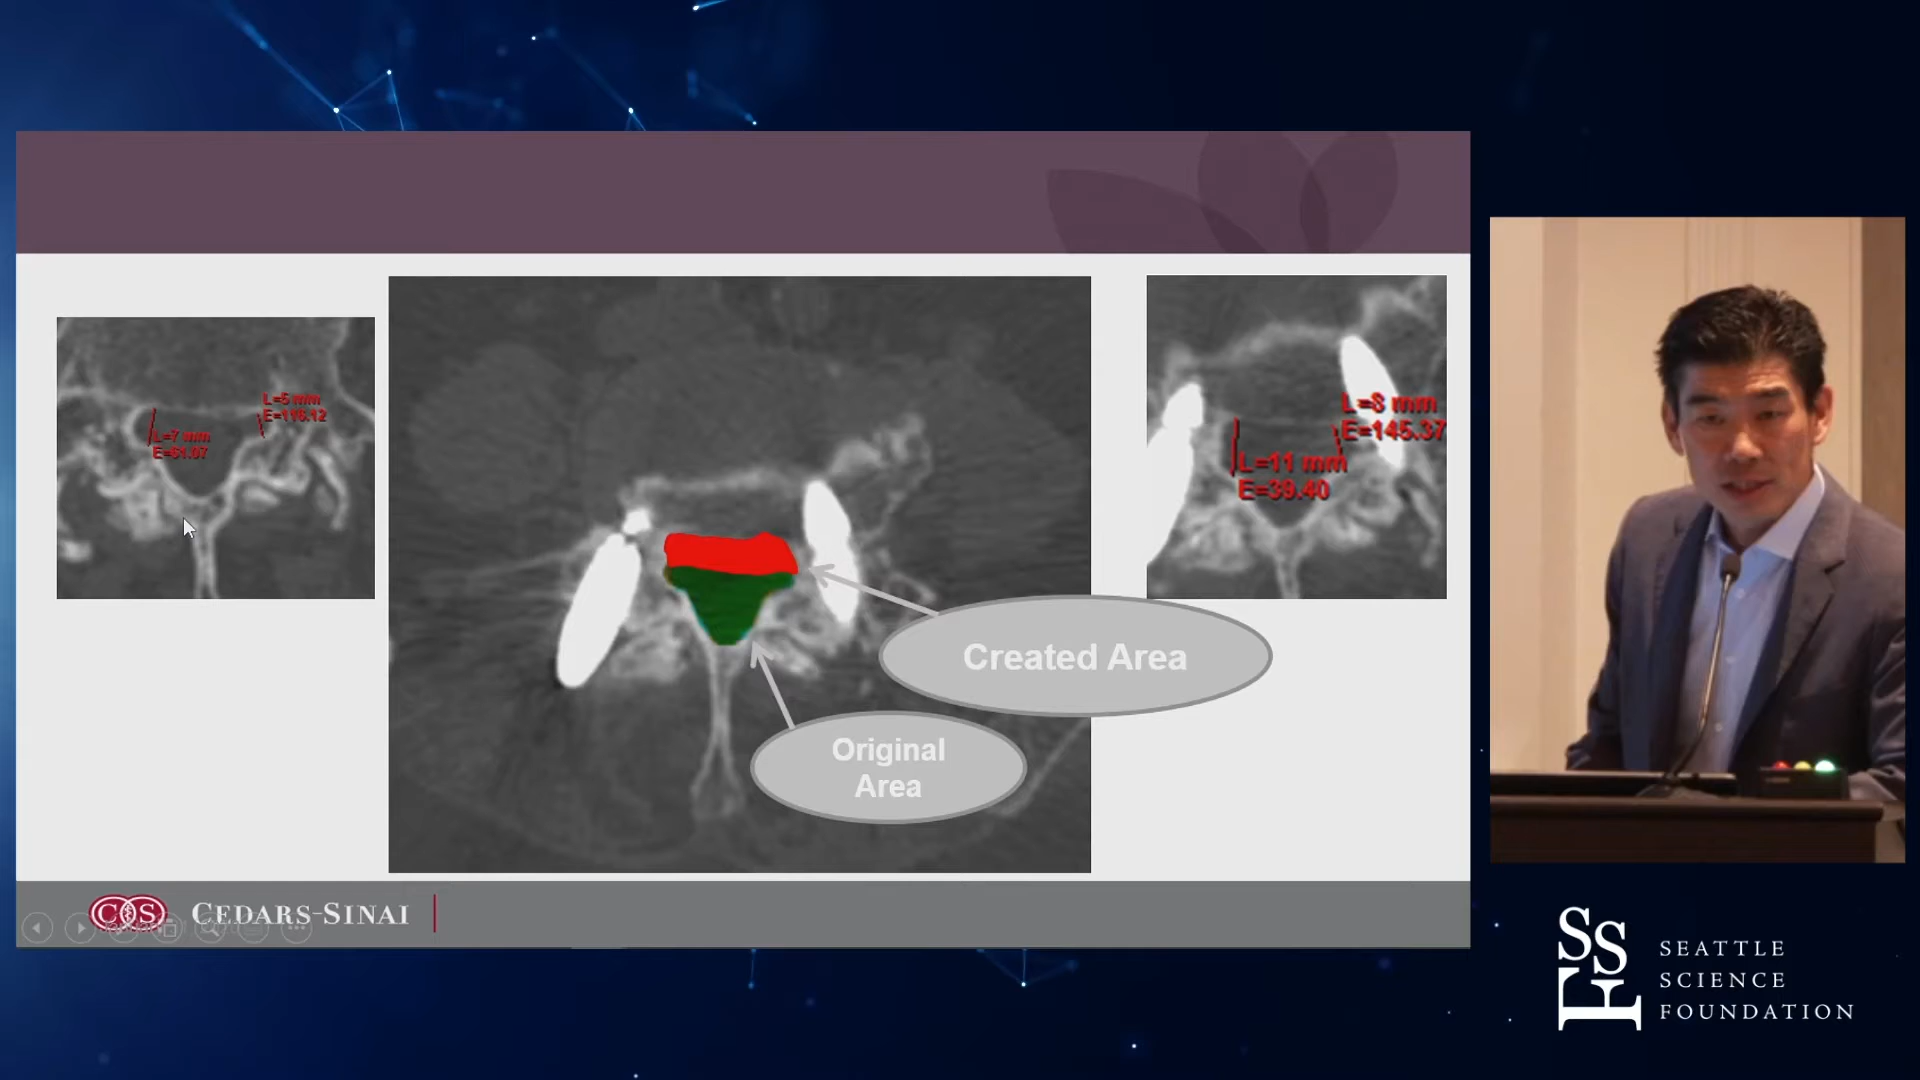 L=5 mm
E=116.12
L=7 mm
E=61.07
L=8 mm
E=145.37
L=11 mm
E=39.40
Created Area
Original
Area
CEDARS-SINAI
SSF
SEATTLE
SCIENCE
FOUNDATION